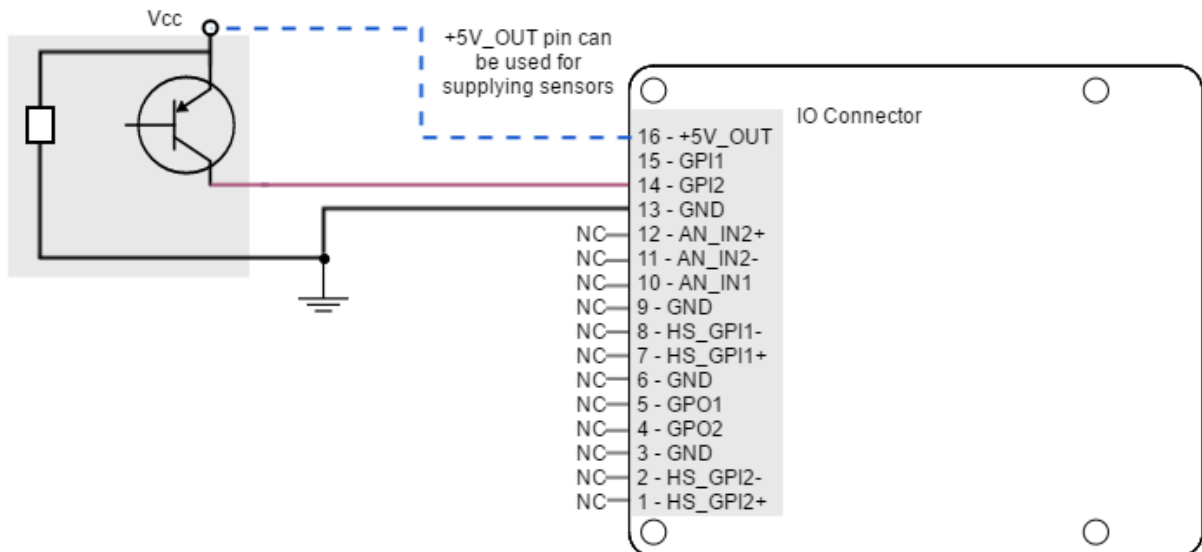 Vcc
+5V_OUT pin can
be used for
supplying sensors
IO Connector
16 - +5V_OUT
15 - GPI1
14 - GPI2
13 - GND
NC 12 - AN_IN2+
NC 11 - AN_IN2-
NC 10 - AN_IN1
NC 9 - GND
NC 8 - HS_GPI1-
NC 7 - HS_GPI1+
NC 6 - GND
NC 5 - GPO1
NC 4 - GPO2
NC 3 - GND
NC 2 - HS_GPI2-
NC 1 - HS_GPI2+